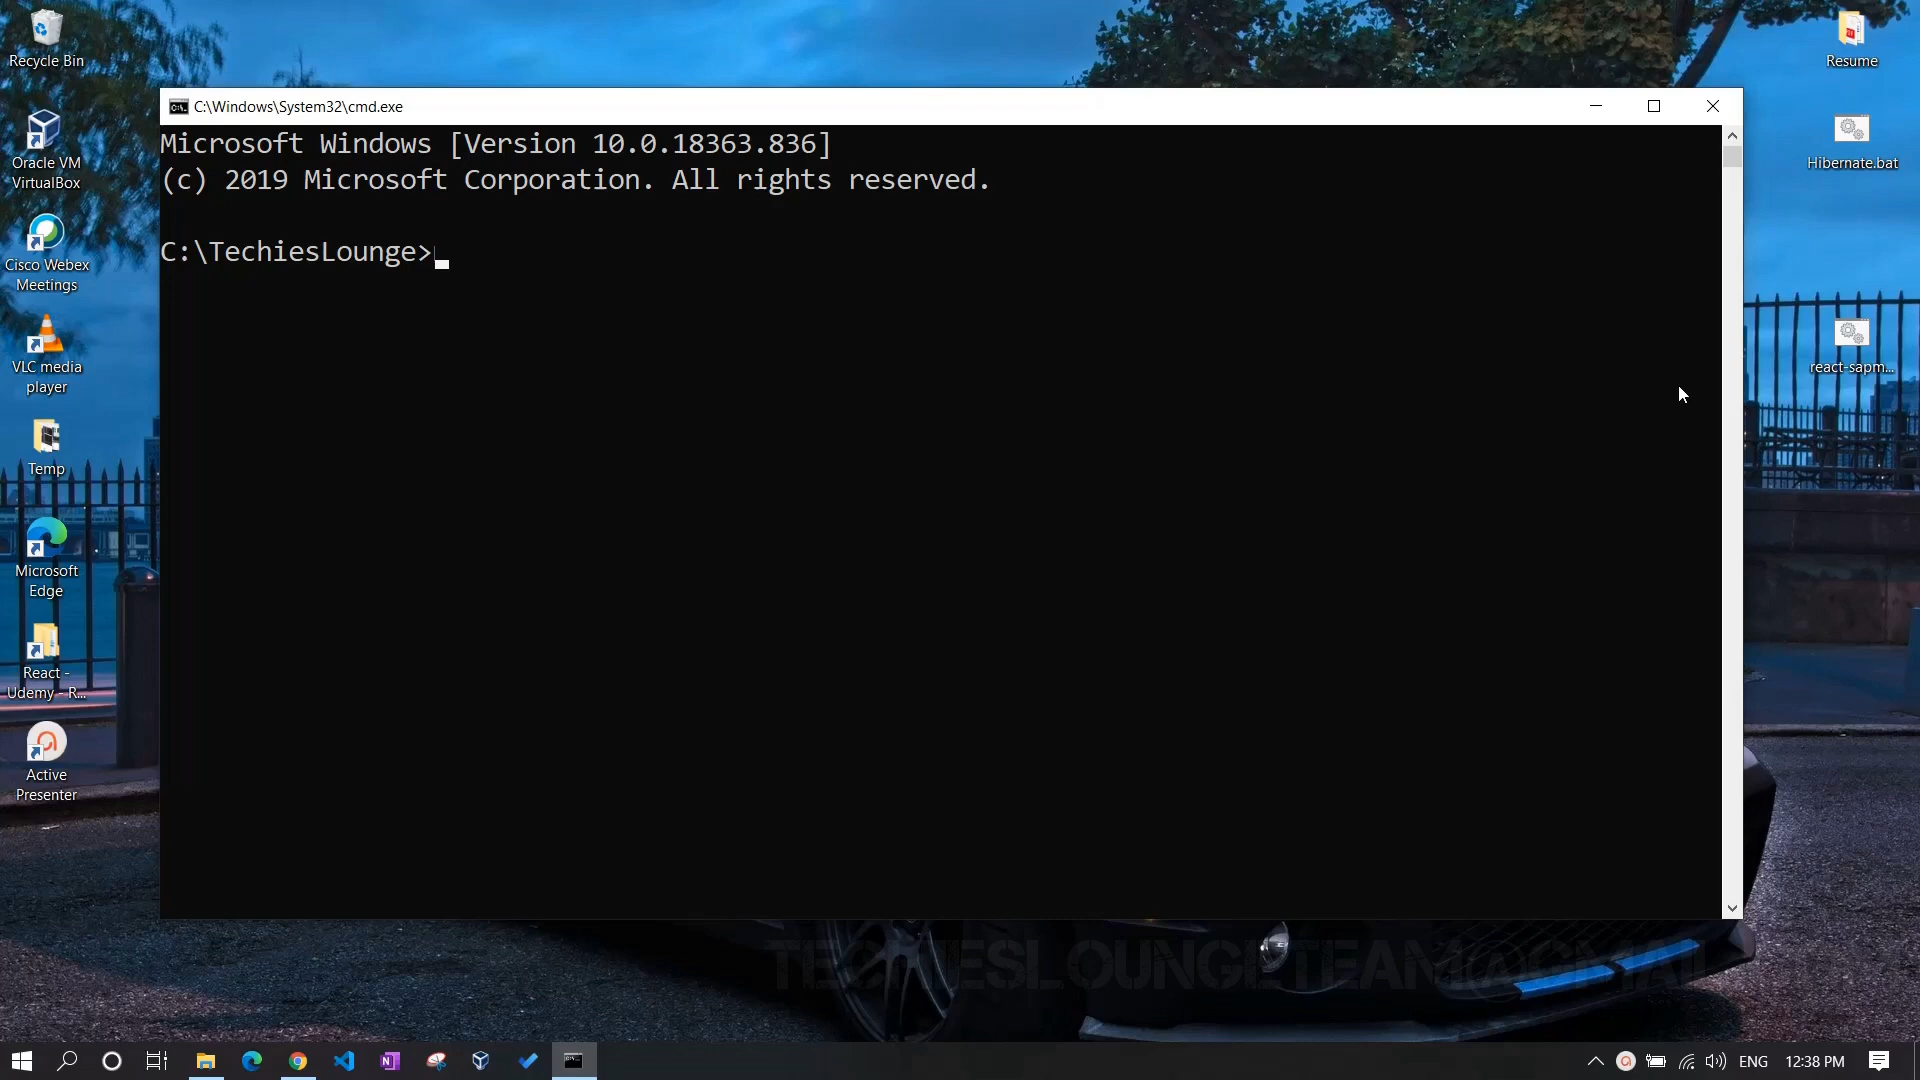 Recycle Bin
Oracle VM
VirtualBox
Cisco Webex
Meetings
VLC media
player
Temp
Microsoft
Edge
React -
Udemy - R...
Active
Presenter
C:\Windows\System32\cmd.exe
Microsoft Windows [Version 10.0.18363.836]
(c) 2019 Microsoft Corporation. All rights reserved.
C:\TechiesLounge>
Resume
Hibernate.bat
react-sapm...
ENG
12:38 PM